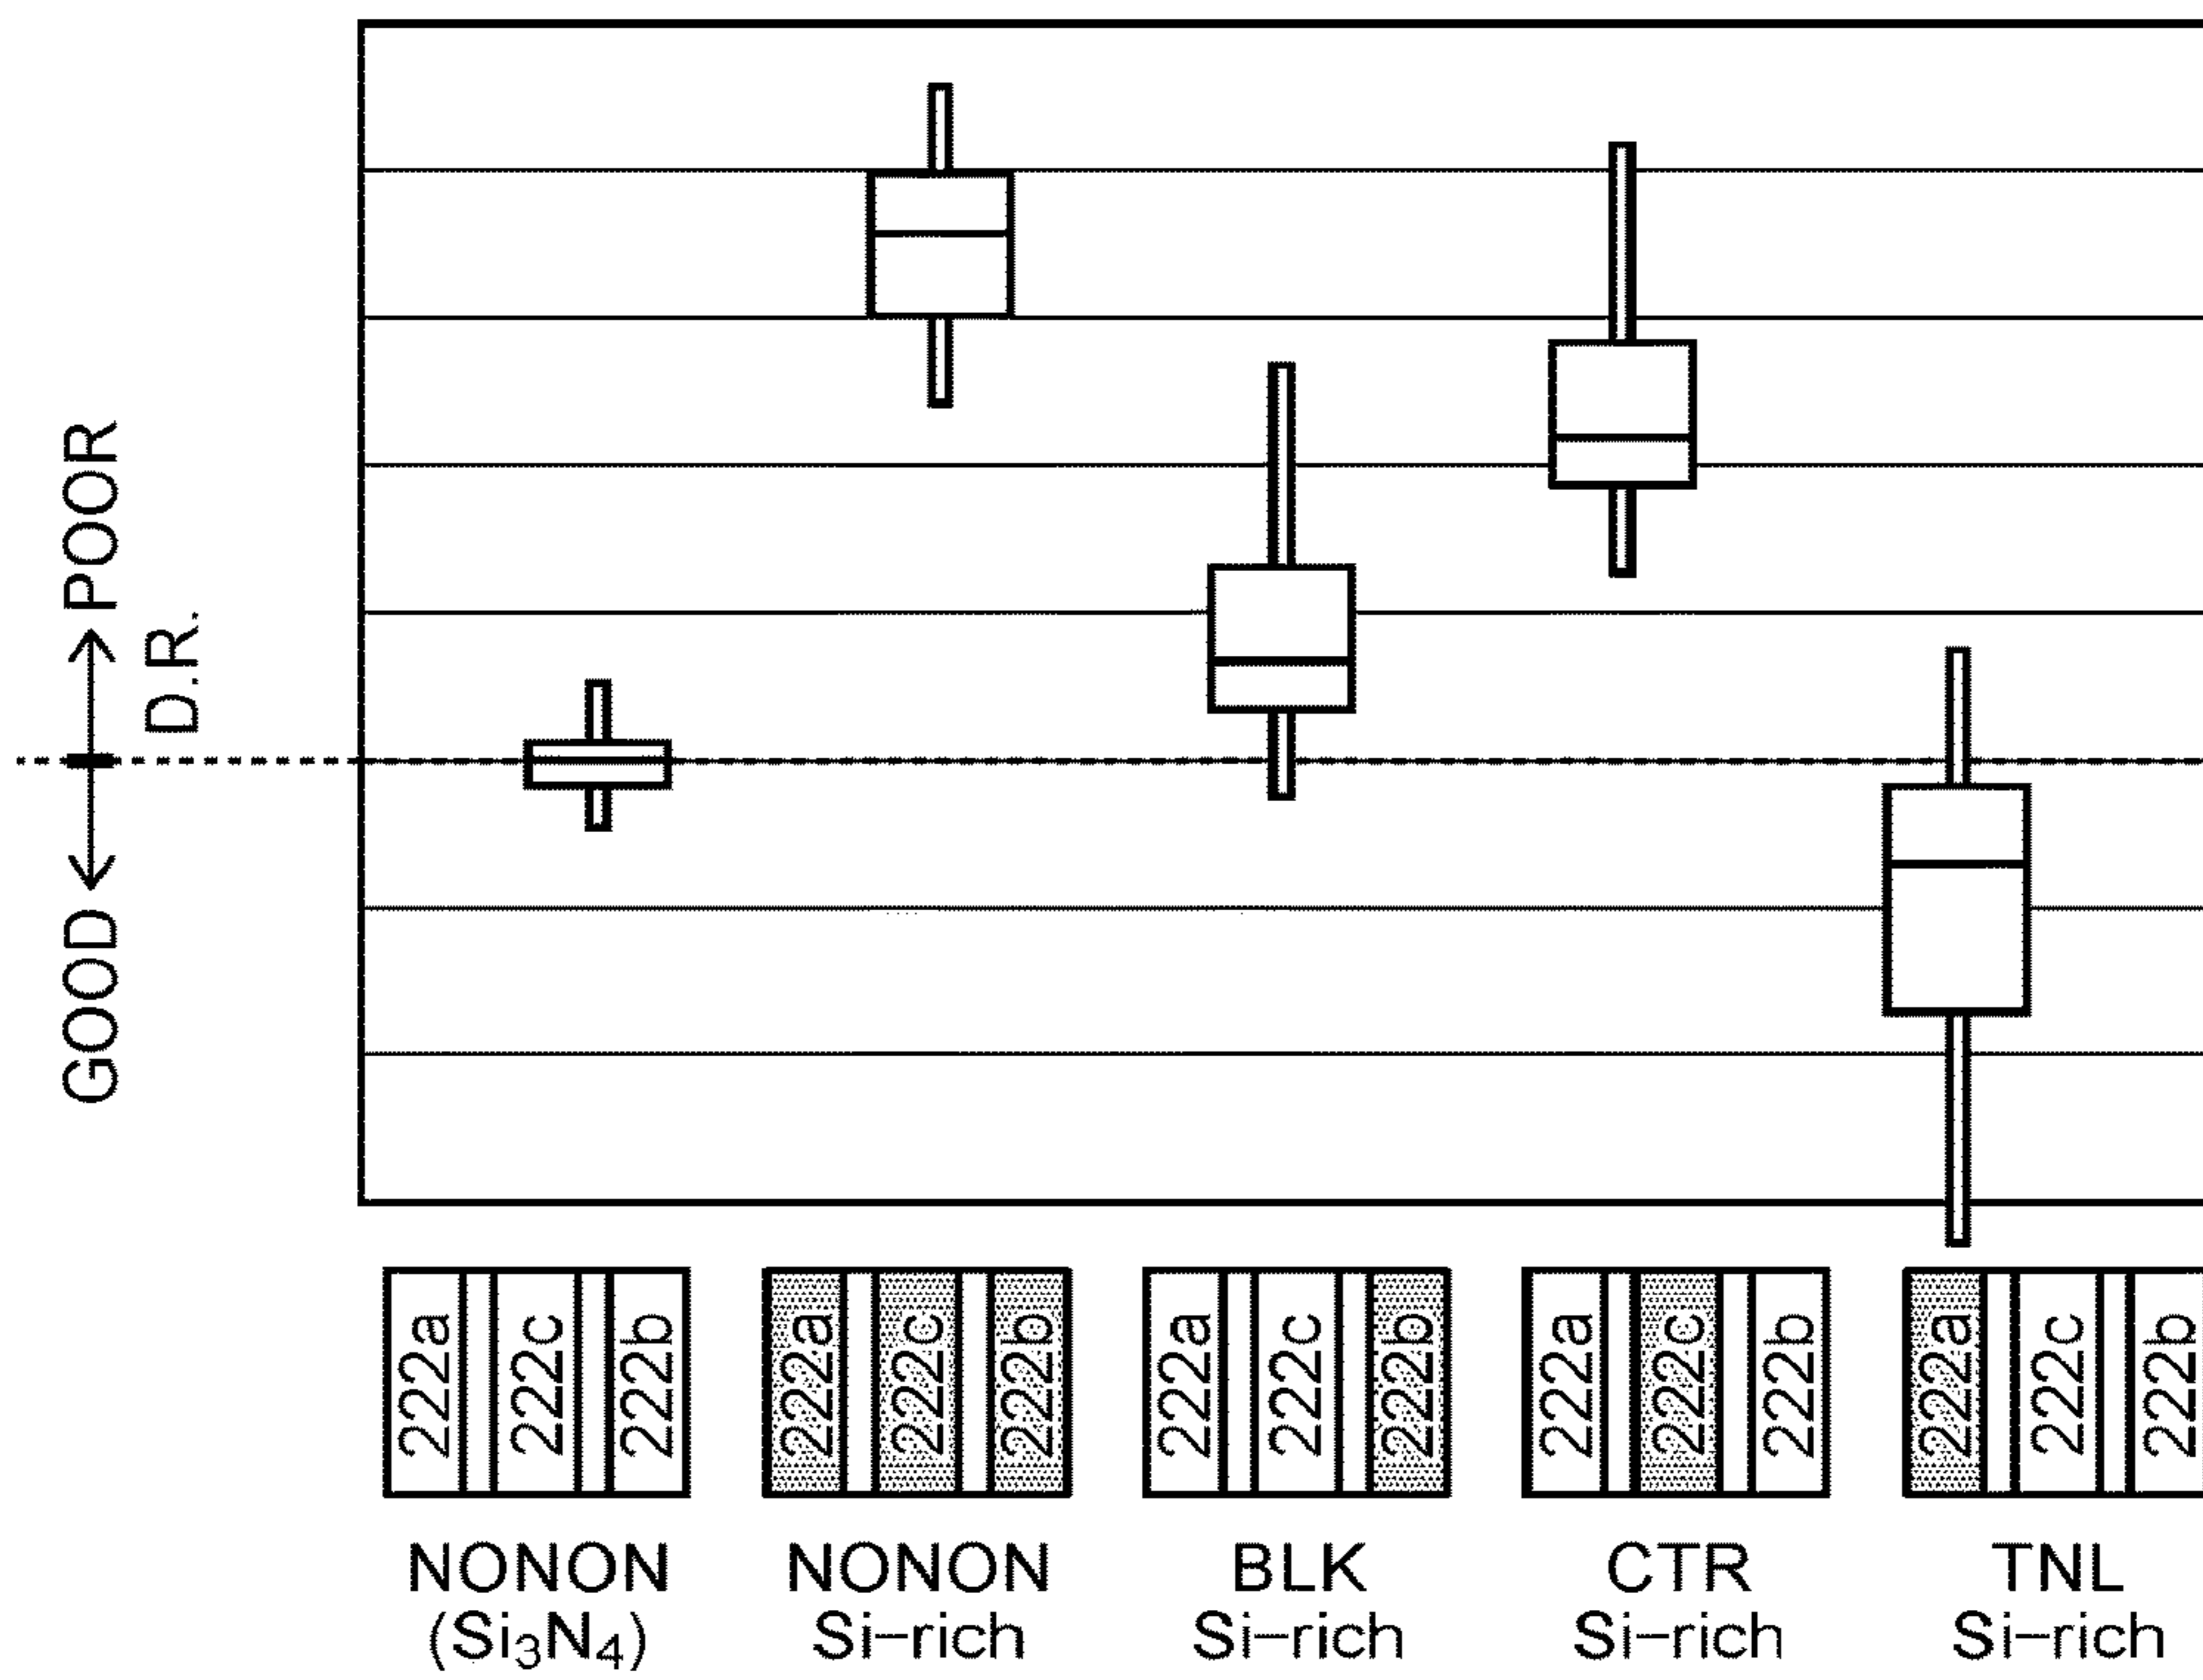 GOOD ←→ POOR
D.R.
222a 222c 222b
222a 222c 222b
222a 222c 222b
222a 222c 222b
222a 222c 222b
NONON
(Si₃N₄)
NONON
Si-rich
BLK
Si-rich
CTR
Si-rich
TNL
Si-rich